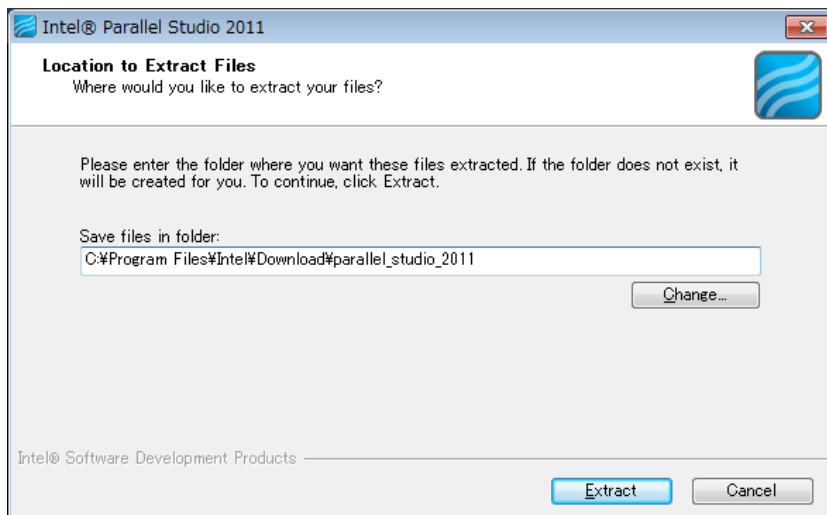 Intel® Parallel Studio 2011
Location to Extract Files
Where would you like to extract your files?
Please enter the folder where you want these files extracted. If the folder does not exist, it
will be created for you. To continue, click Extract.
Save files in folder:
C:¥Program Files¥Intel¥Download¥parallel_studio_2011
Change...
Intel® Software Development Products
Extract
Cancel